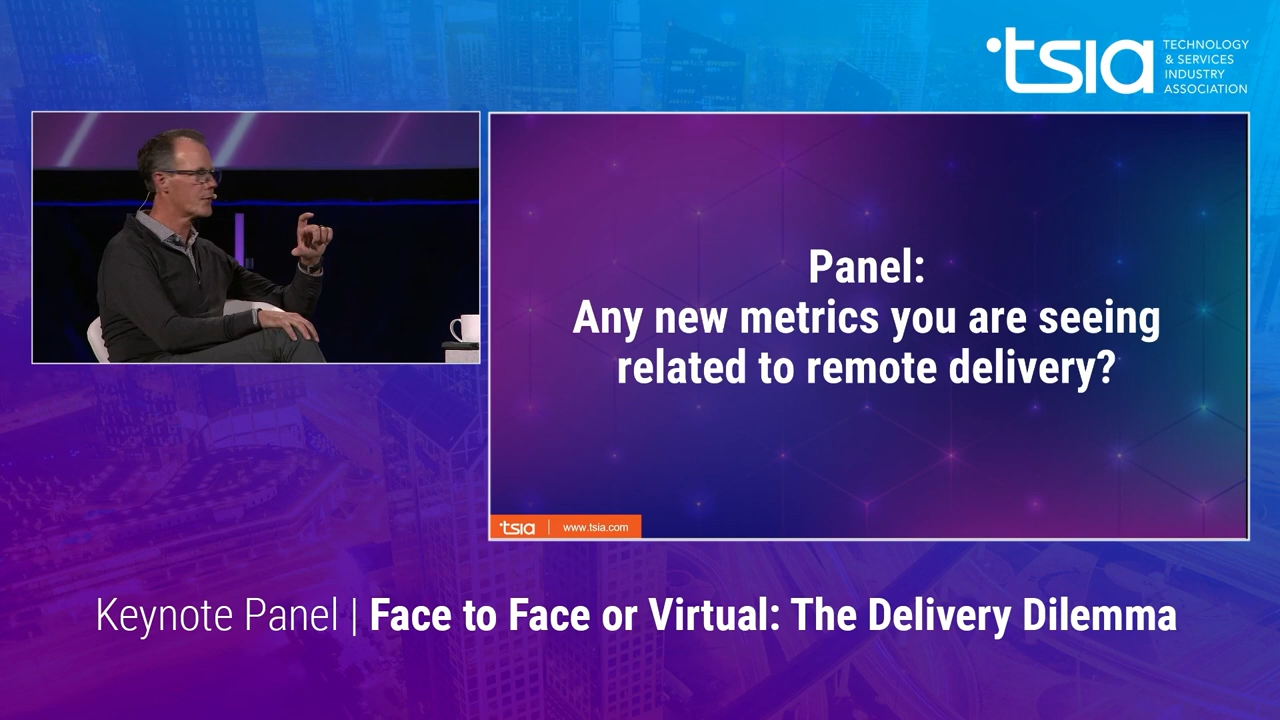 tsia TECHNOLOGY
& SERVICES
INDUSTRY
ASSOCIATION
Panel:
Any new metrics you are seeing
related to remote delivery?
tsia | www.tsia.com
Keynote Panel | Face to Face or Virtual: The Delivery Dilemma